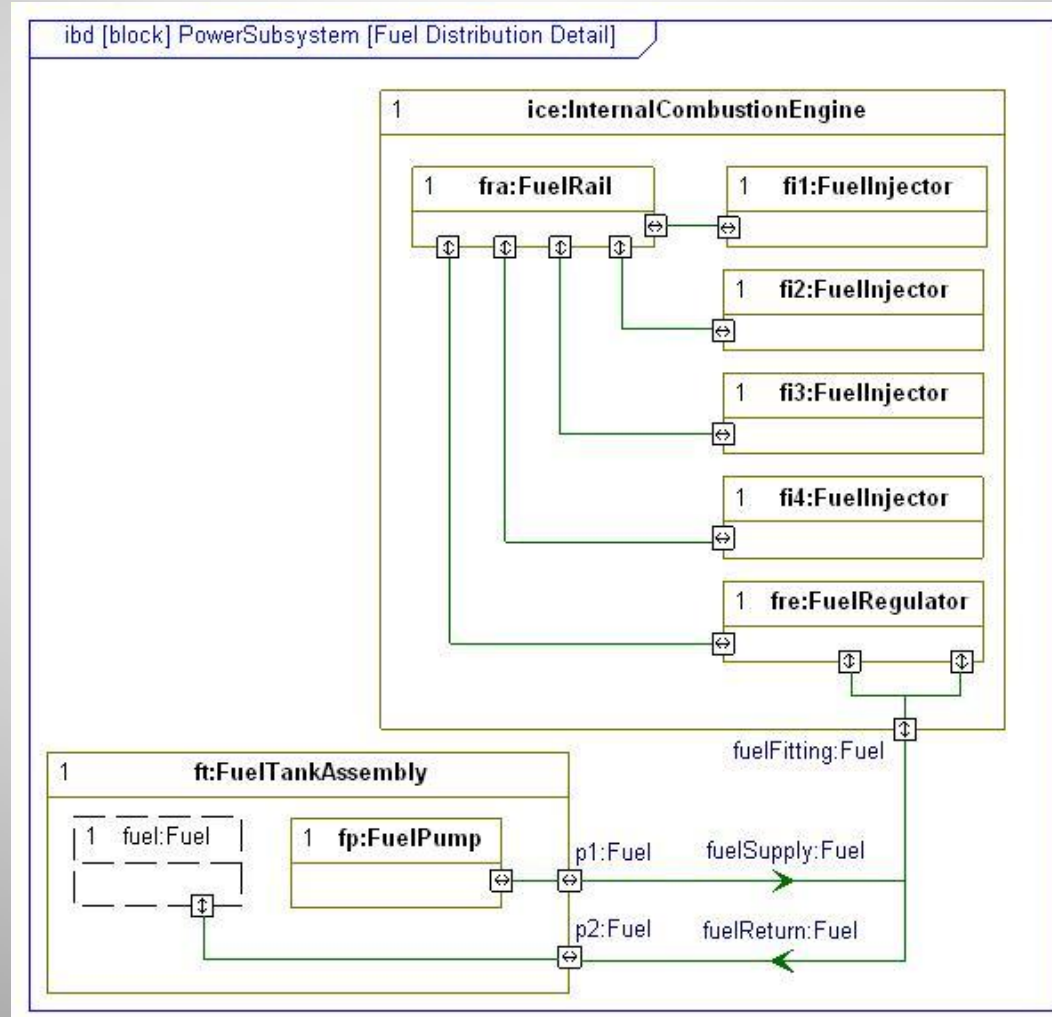 ibd [block] PowerSubsystem [Fuel Distribution Detail]
1 ice:InternalCombustionEngine
1 fra:FuelRail
1 fi1:FuelInjector
1 fi2:FuelInjector
1 fi3:FuelInjector
1 fi4:FuelInjector
1 fre:FuelRegulator
fuelFitting:Fuel
1 ft:FuelTankAssembly
1 fuel:Fuel
1 fp:FuelPump
p1:Fuel
fuelSupply:Fuel
p2:Fuel
fuelReturn:Fuel